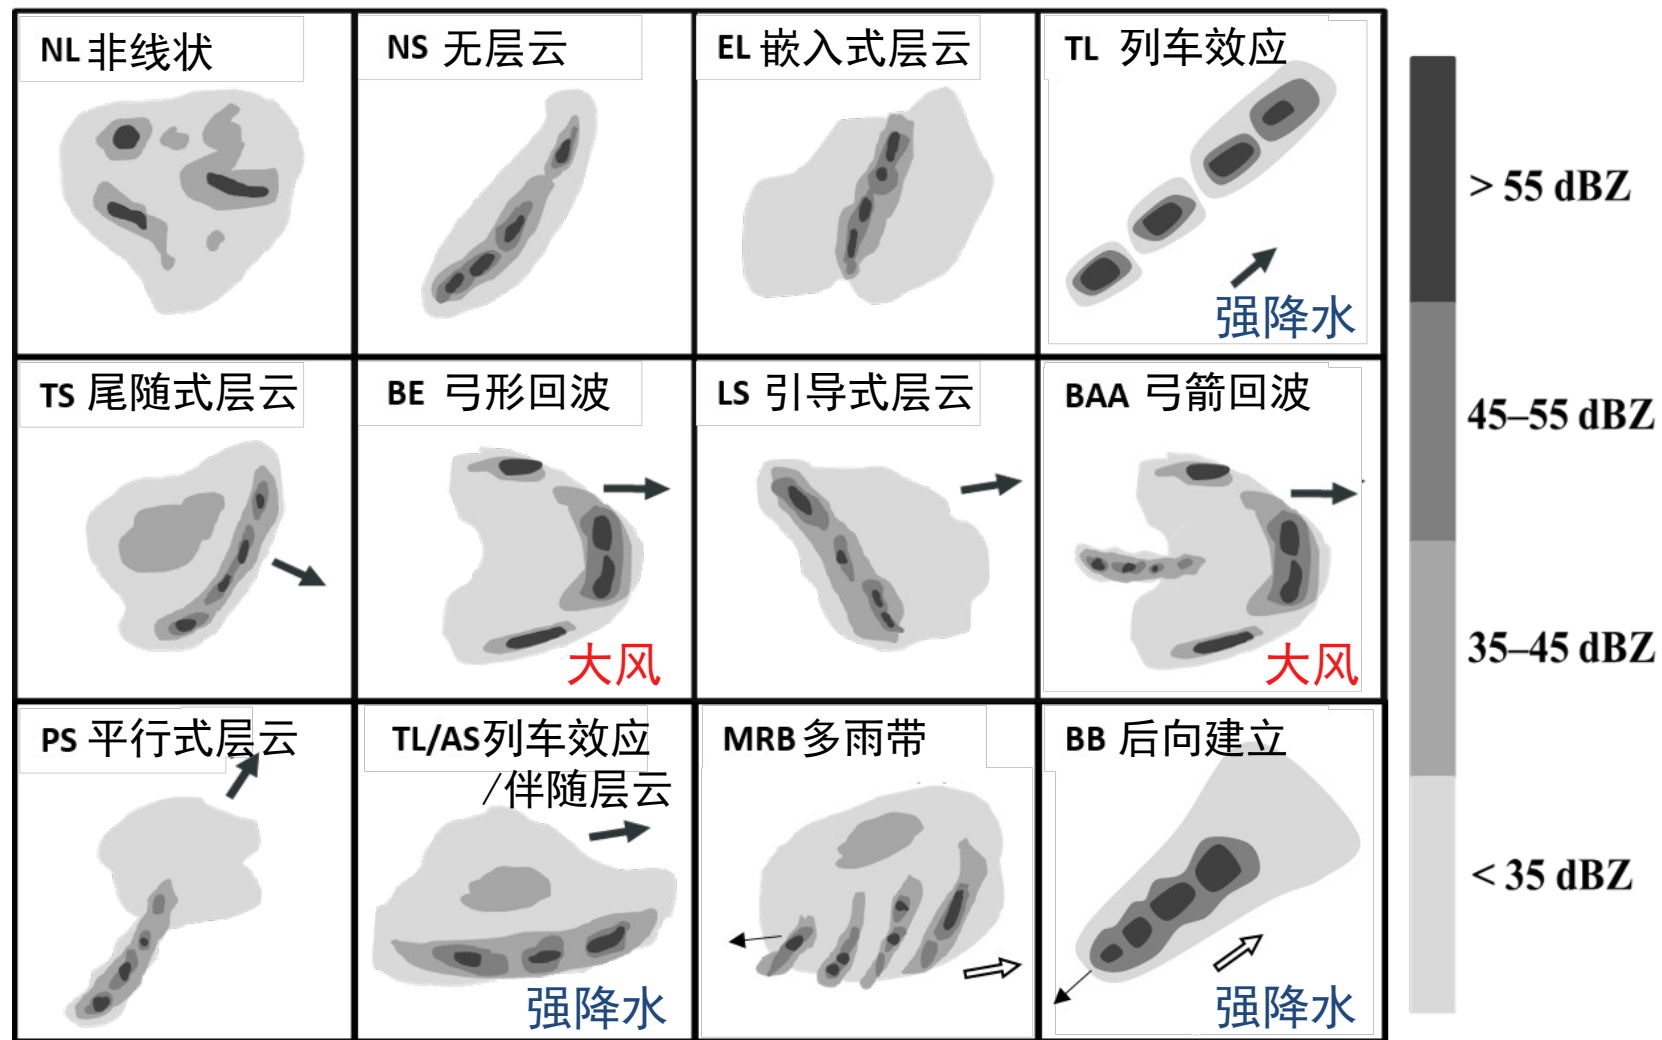 NL 非线状
NS 无层云
EL 嵌入式层云
TL 列车效应
强降水
TS 尾随式层云
BE 弓形回波
大风
LS 引导式层云
BAA 弓箭回波
大风
PS 平行式层云
TL/AS列车效应
/伴随层云
强降水
MRB 多雨带
BB 后向建立
强降水
> 55 dBZ
45–55 dBZ
35–45 dBZ
< 35 dBZ